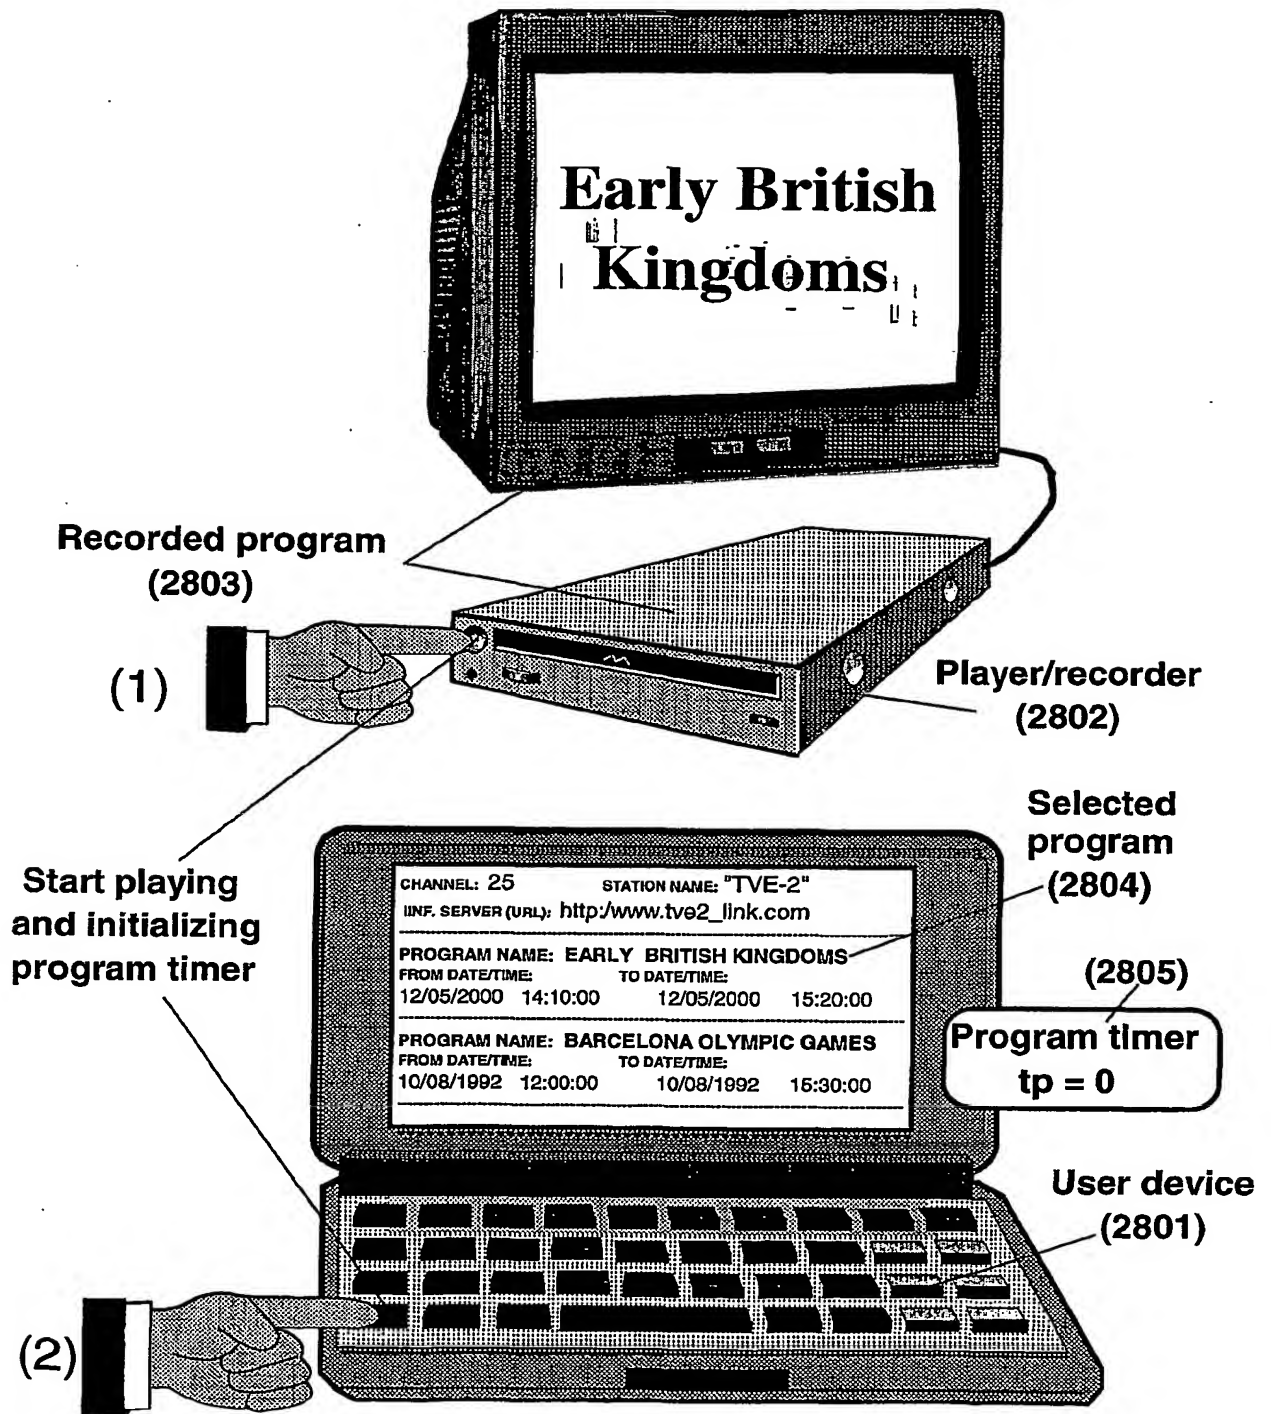 Early British
Kingdoms
Recorded program
(2803)
(1)
Player/recorder
(2802)
Selected
program
(2804)
Start playing
and initializing
program timer
CHANNEL: 25 STATION NAME: "TVE-2"
IINF. SERVER (URL): http:/www.tve2_link.com
PROGRAM NAME: EARLY BRITISH KINGDOMS
FROM DATE/TIME: TO DATE/TIME:
12/05/2000 14:10:00 12/05/2000 15:20:00
PROGRAM NAME: BARCELONA OLYMPIC GAMES
FROM DATE/TIME: TO DATE/TIME:
10/08/1992 12:00:00 10/08/1992 15:30:00
(2805)
Program timer
tp = 0
User device
(2801)
(2)